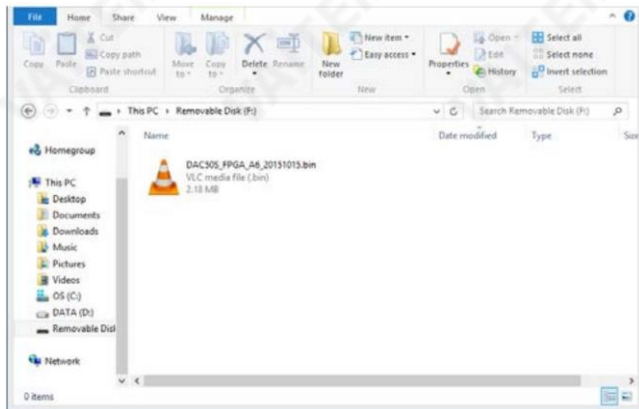 File Home Share View Manage
Cut
Copy path
Paste shortcut
Copy Paste
Move to Copy to Delete Rename
New folder
New item
Easy access
Properties
Open
Edit
History
Select all
Select none
Invert selection
Clipboard Organize New Open Select
This PC Removable Disk (F:) Search Removable Disk (F:)
Name Date modified Type Size
Homegroup
DAC50S_FPGA_A6_20151015.bin
VLC media file (.bin)
2.18 MB
This PC
Desktop
Documents
Downloads
Music
Pictures
Videos
OS (C:)
DATA (D:)
Removable Disk
Network
0 items